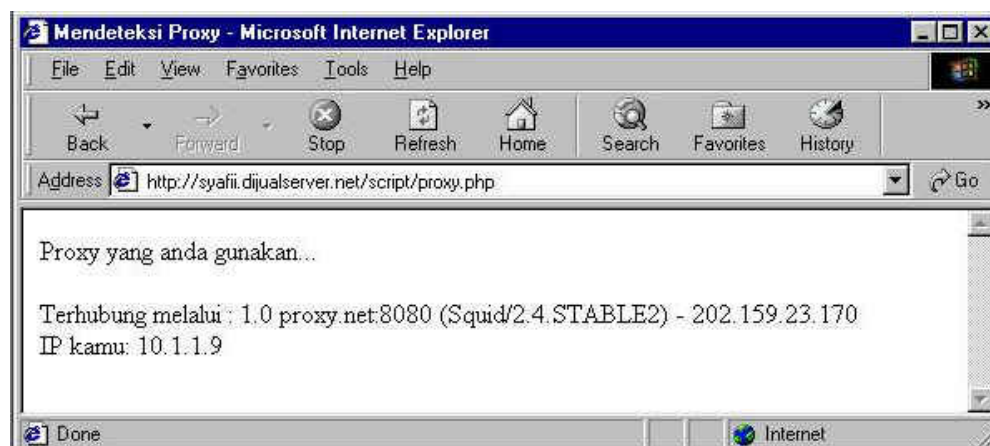 Mendeteksi Proxy - Microsoft Internet Explorer
File Edit View Favorites Tools Help
Back Forward Stop Refresh Home Search Favorites History »
Address http://syafii.dijualserver.net/script/proxy.php Go
Proxy yang anda gunakan...
Terhubung melalui : 1.0 proxy.net:8080 (Squid/2.4.STABLE2) - 202.159.23.170
IP kamu: 10.1.1.9
Done Internet